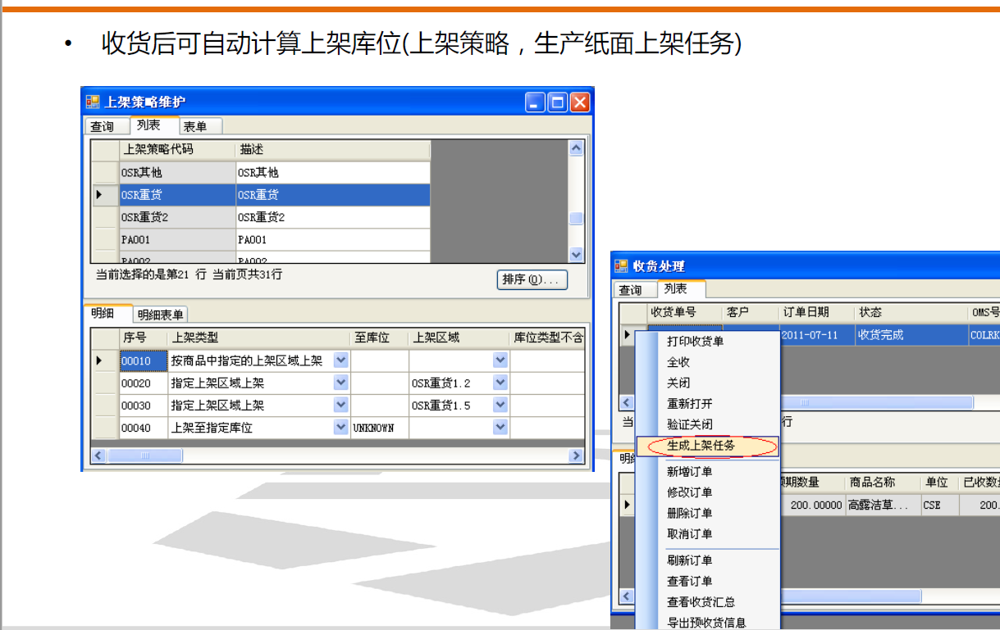 • 收货后可自动计算上架库位(上架策略，生产纸面上架任务)
上架策略维护
查询 列表 表单
上架策略代码 描述
OSR其他 OSR其他
OSR重货 OSR重货
OSR重货2 OSR重货2
PA001 PA001
PA002 PA002
当前选择的是第21 行 当前页共31行 排序(Q)...
明细 明细表单
序号 上架类型 至库位 上架区域 库位类型不含
00010 按商品中指定的上架区域上架
00020 指定上架区域上架 OSR重货1.2
00030 指定上架区域上架 OSR重货1.5
00040 上架至指定库位 UNKNOWN
收货处理
查询 列表
收货单号 客户 订单日期 状态 OMS号
2011-07-11 收货完成 COLRK
打印收货单
全收
关闭
重新打开
验证关闭
当 行
生成上架任务
明细
新增订单
修改订单
删除订单
取消订单
刷新订单
查看订单
查看收货汇总
导出预收货信息
预期数量 商品名称 单位 已收数量
200.00000 高露洁草... CSE 200.